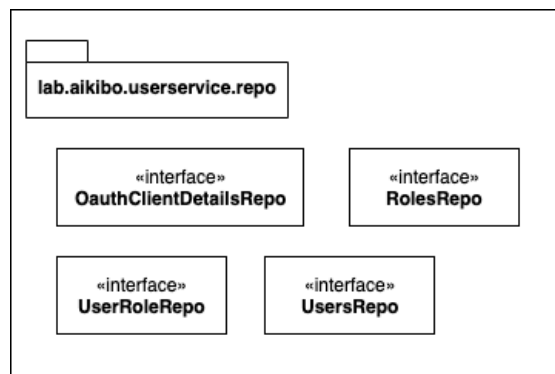 lab.aikibo.userservice.repo
«interface»
OauthClientDetailsRepo
«interface»
RolesRepo
«interface»
UserRoleRepo
«interface»
UsersRepo